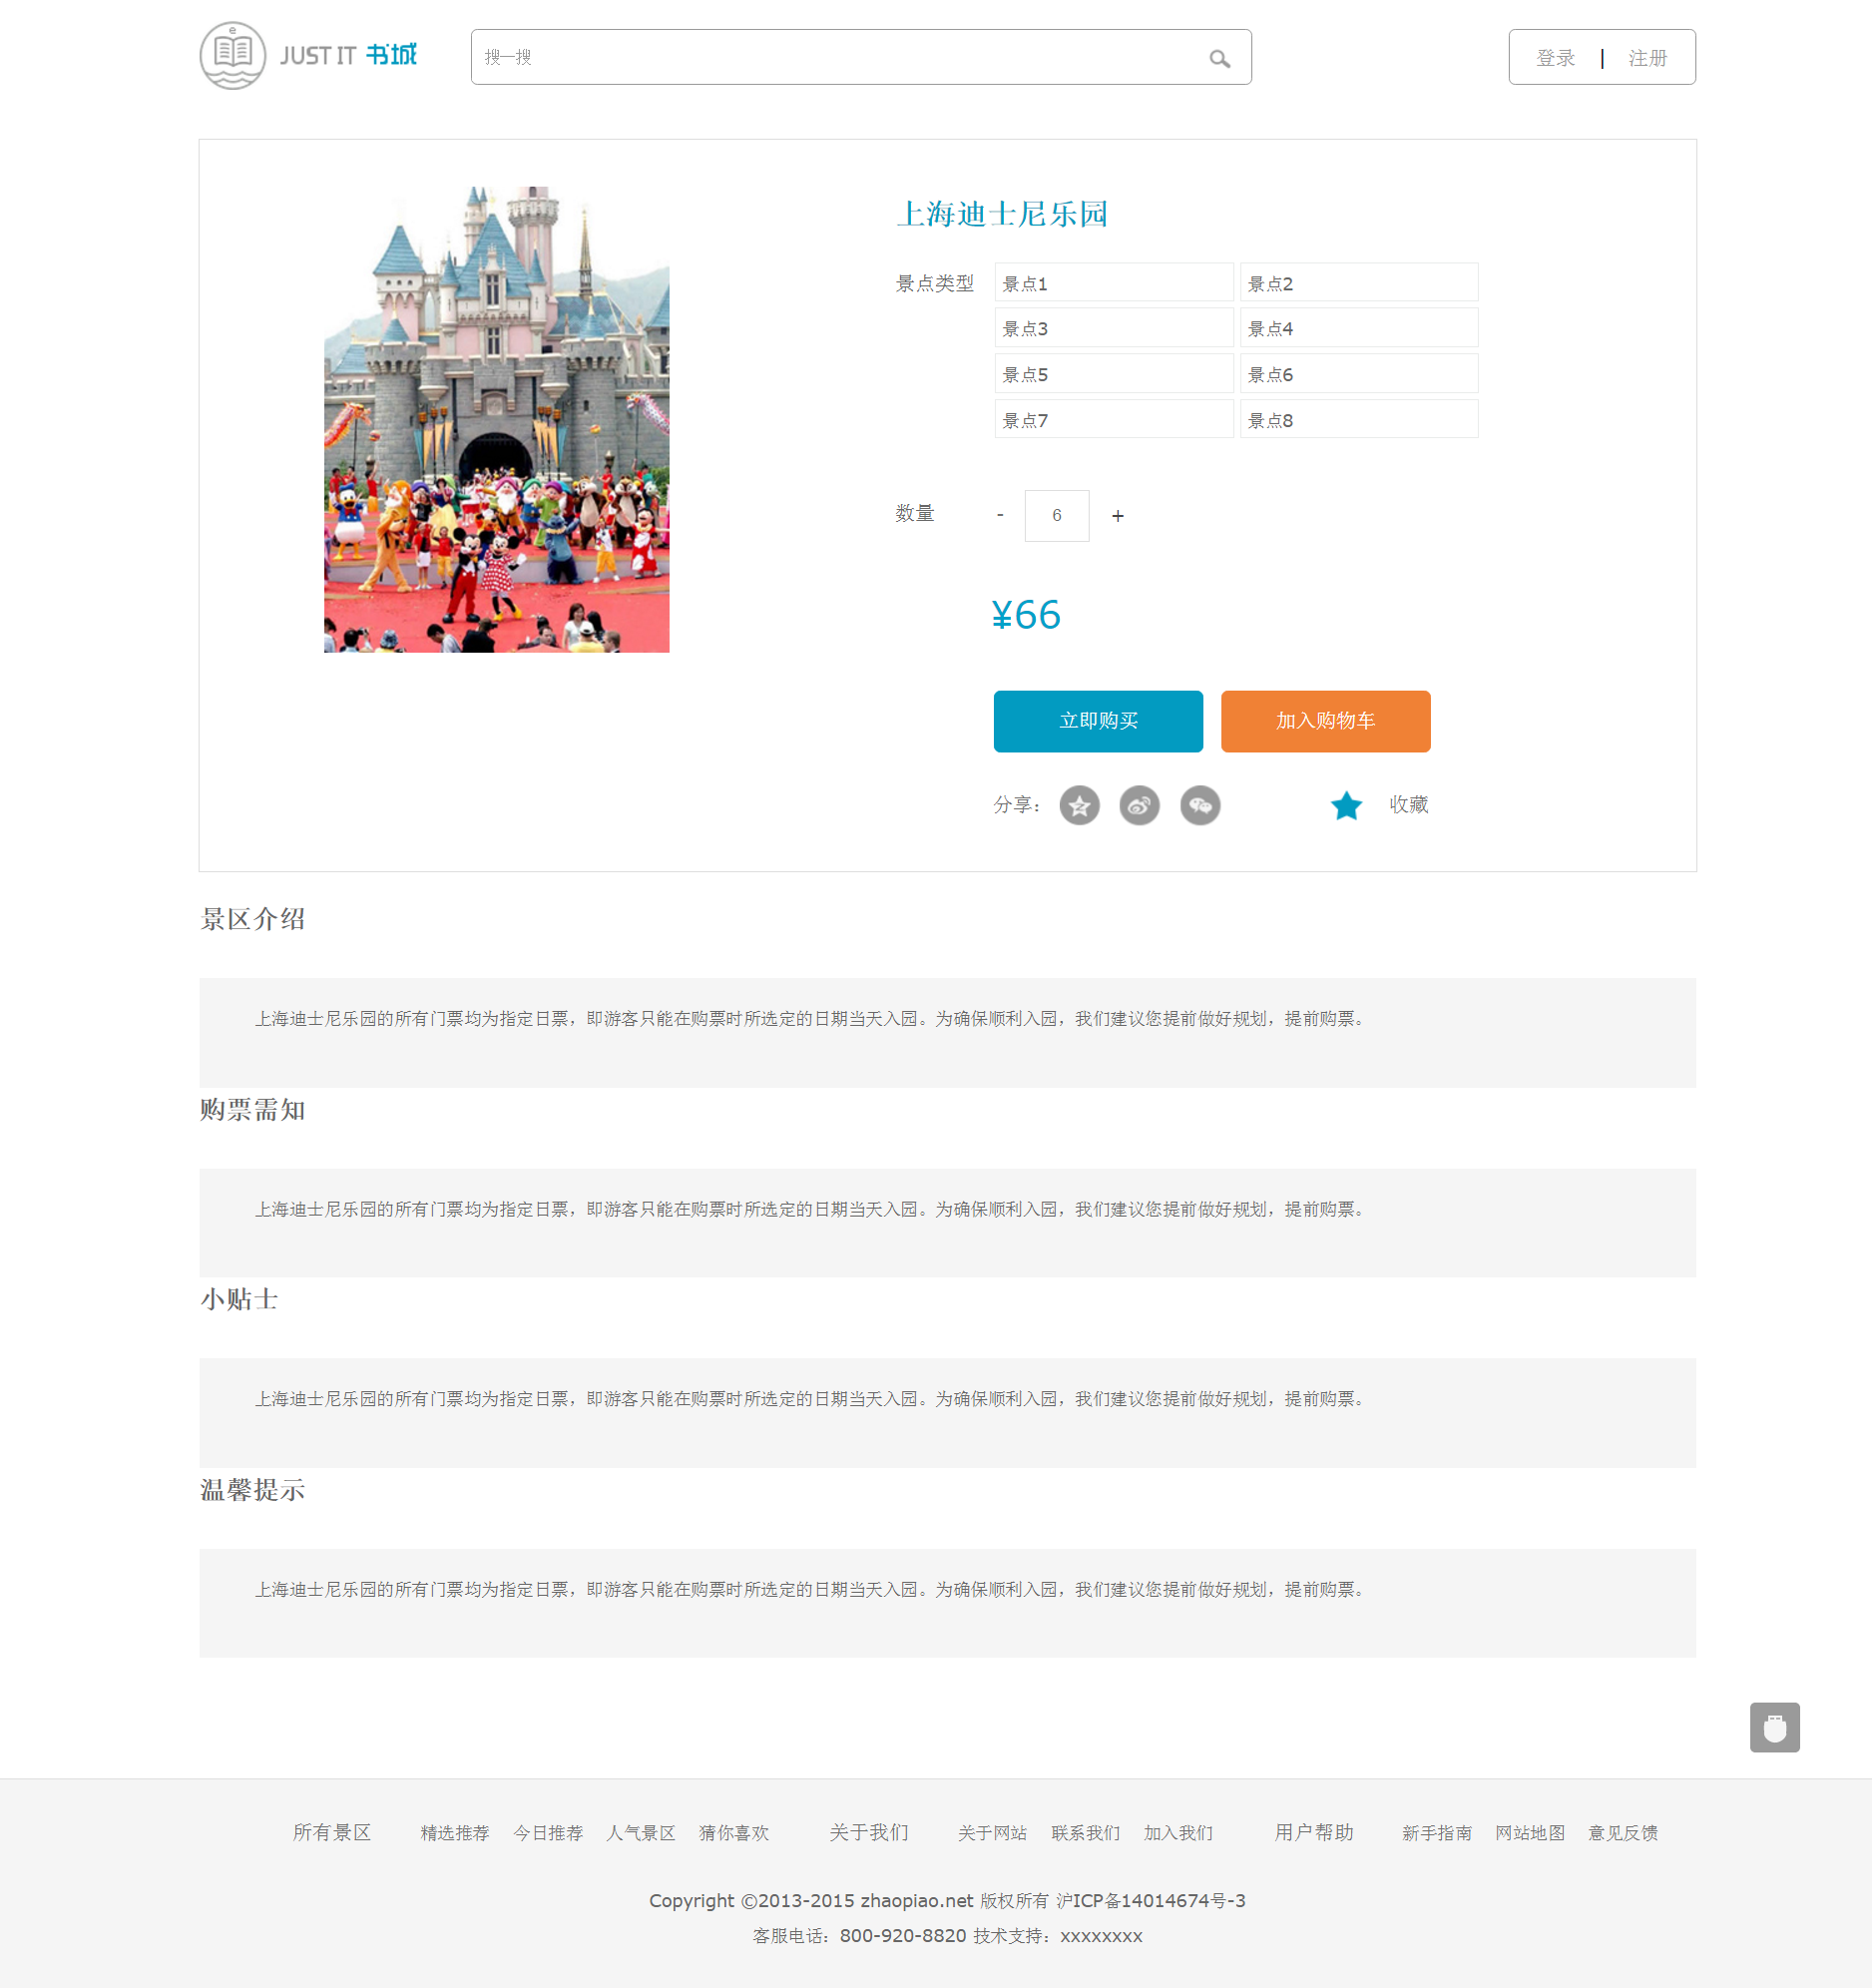 e
JUST IT 书城
搜一搜
登录 | 注册
上海迪士尼乐园
景点类型 景点1 景点2
景点3 景点4
景点5 景点6
景点7 景点8
数量 - 6 +
¥66
立即购买 加入购物车
分享： 收藏
景区介绍
上海迪士尼乐园的所有门票均为指定日票，即游客只能在购票时所选定的日期当天入园。为确保顺利入园，我们建议您提前做好规划，提前购票。
购票需知
上海迪士尼乐园的所有门票均为指定日票，即游客只能在购票时所选定的日期当天入园。为确保顺利入园，我们建议您提前做好规划，提前购票。
小贴士
上海迪士尼乐园的所有门票均为指定日票，即游客只能在购票时所选定的日期当天入园。为确保顺利入园，我们建议您提前做好规划，提前购票。
温馨提示
上海迪士尼乐园的所有门票均为指定日票，即游客只能在购票时所选定的日期当天入园。为确保顺利入园，我们建议您提前做好规划，提前购票。
所有景区 精选推荐 今日推荐 人气景区 猜你喜欢 关于我们 关于网站 联系我们 加入我们 用户帮助 新手指南 网站地图 意见反馈
Copyright ©2013-2015 zhaopiao.net 版权所有 沪ICP备14014674号-3
客服电话：800-920-8820 技术支持：xxxxxxxx